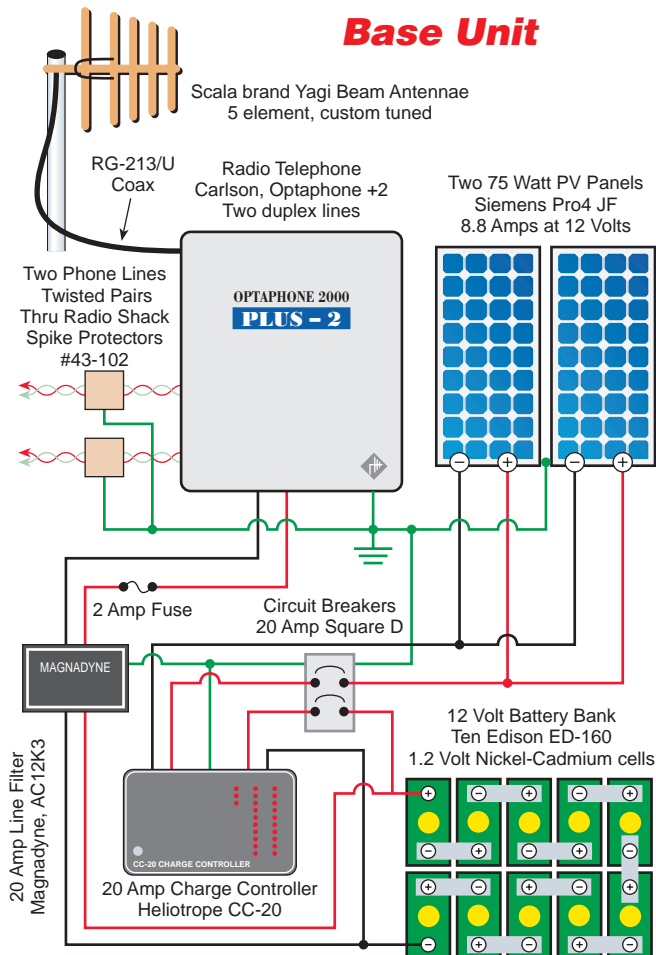 Base Unit
Scala brand Yagi Beam Antennae
5 element, custom tuned
RG-213/U
Coax
Radio Telephone
Carlson, Optaphone +2
Two duplex lines
Two 75 Watt PV Panels
Siemens Pro4 JF
8.8 Amps at 12 Volts
Two Phone Lines
Twisted Pairs
Thru Radio Shack
Spike Protectors
#43-102
OPTAPHONE 2000
PLUS – 2
− + − +
2 Amp Fuse
Circuit Breakers
20 Amp Square D
MAGNADYNE
20 Amp Line Filter
Magnadyne, AC12K3
12 Volt Battery Bank
Ten Edison ED-160
1.2 Volt Nickel-Cadmium cells
+ − + − +
− + − + −
+ − + − +
− + − + −
CC-20 CHARGE CONTROLLER
20 Amp Charge Controller
Heliotrope CC-20